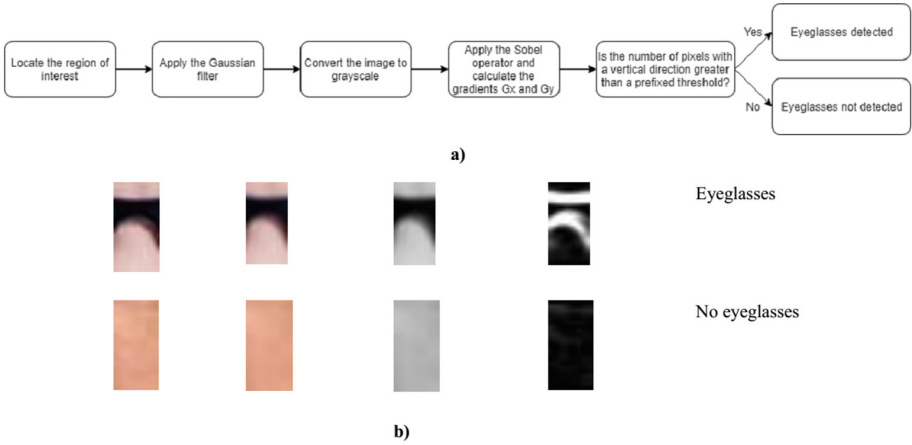 Locate the region of
interest
Apply the Gaussian
filter
Convert the image to
grayscale
Apply the Sobel
operator and
calculate the
gradients Gx and Gy
Is the number of pixels with
a vertical direction greater
than a prefixed threshold?
Yes
Eyeglasses detected
No
Eyeglasses not detected
a)
Eyeglasses
No eyeglasses
b)